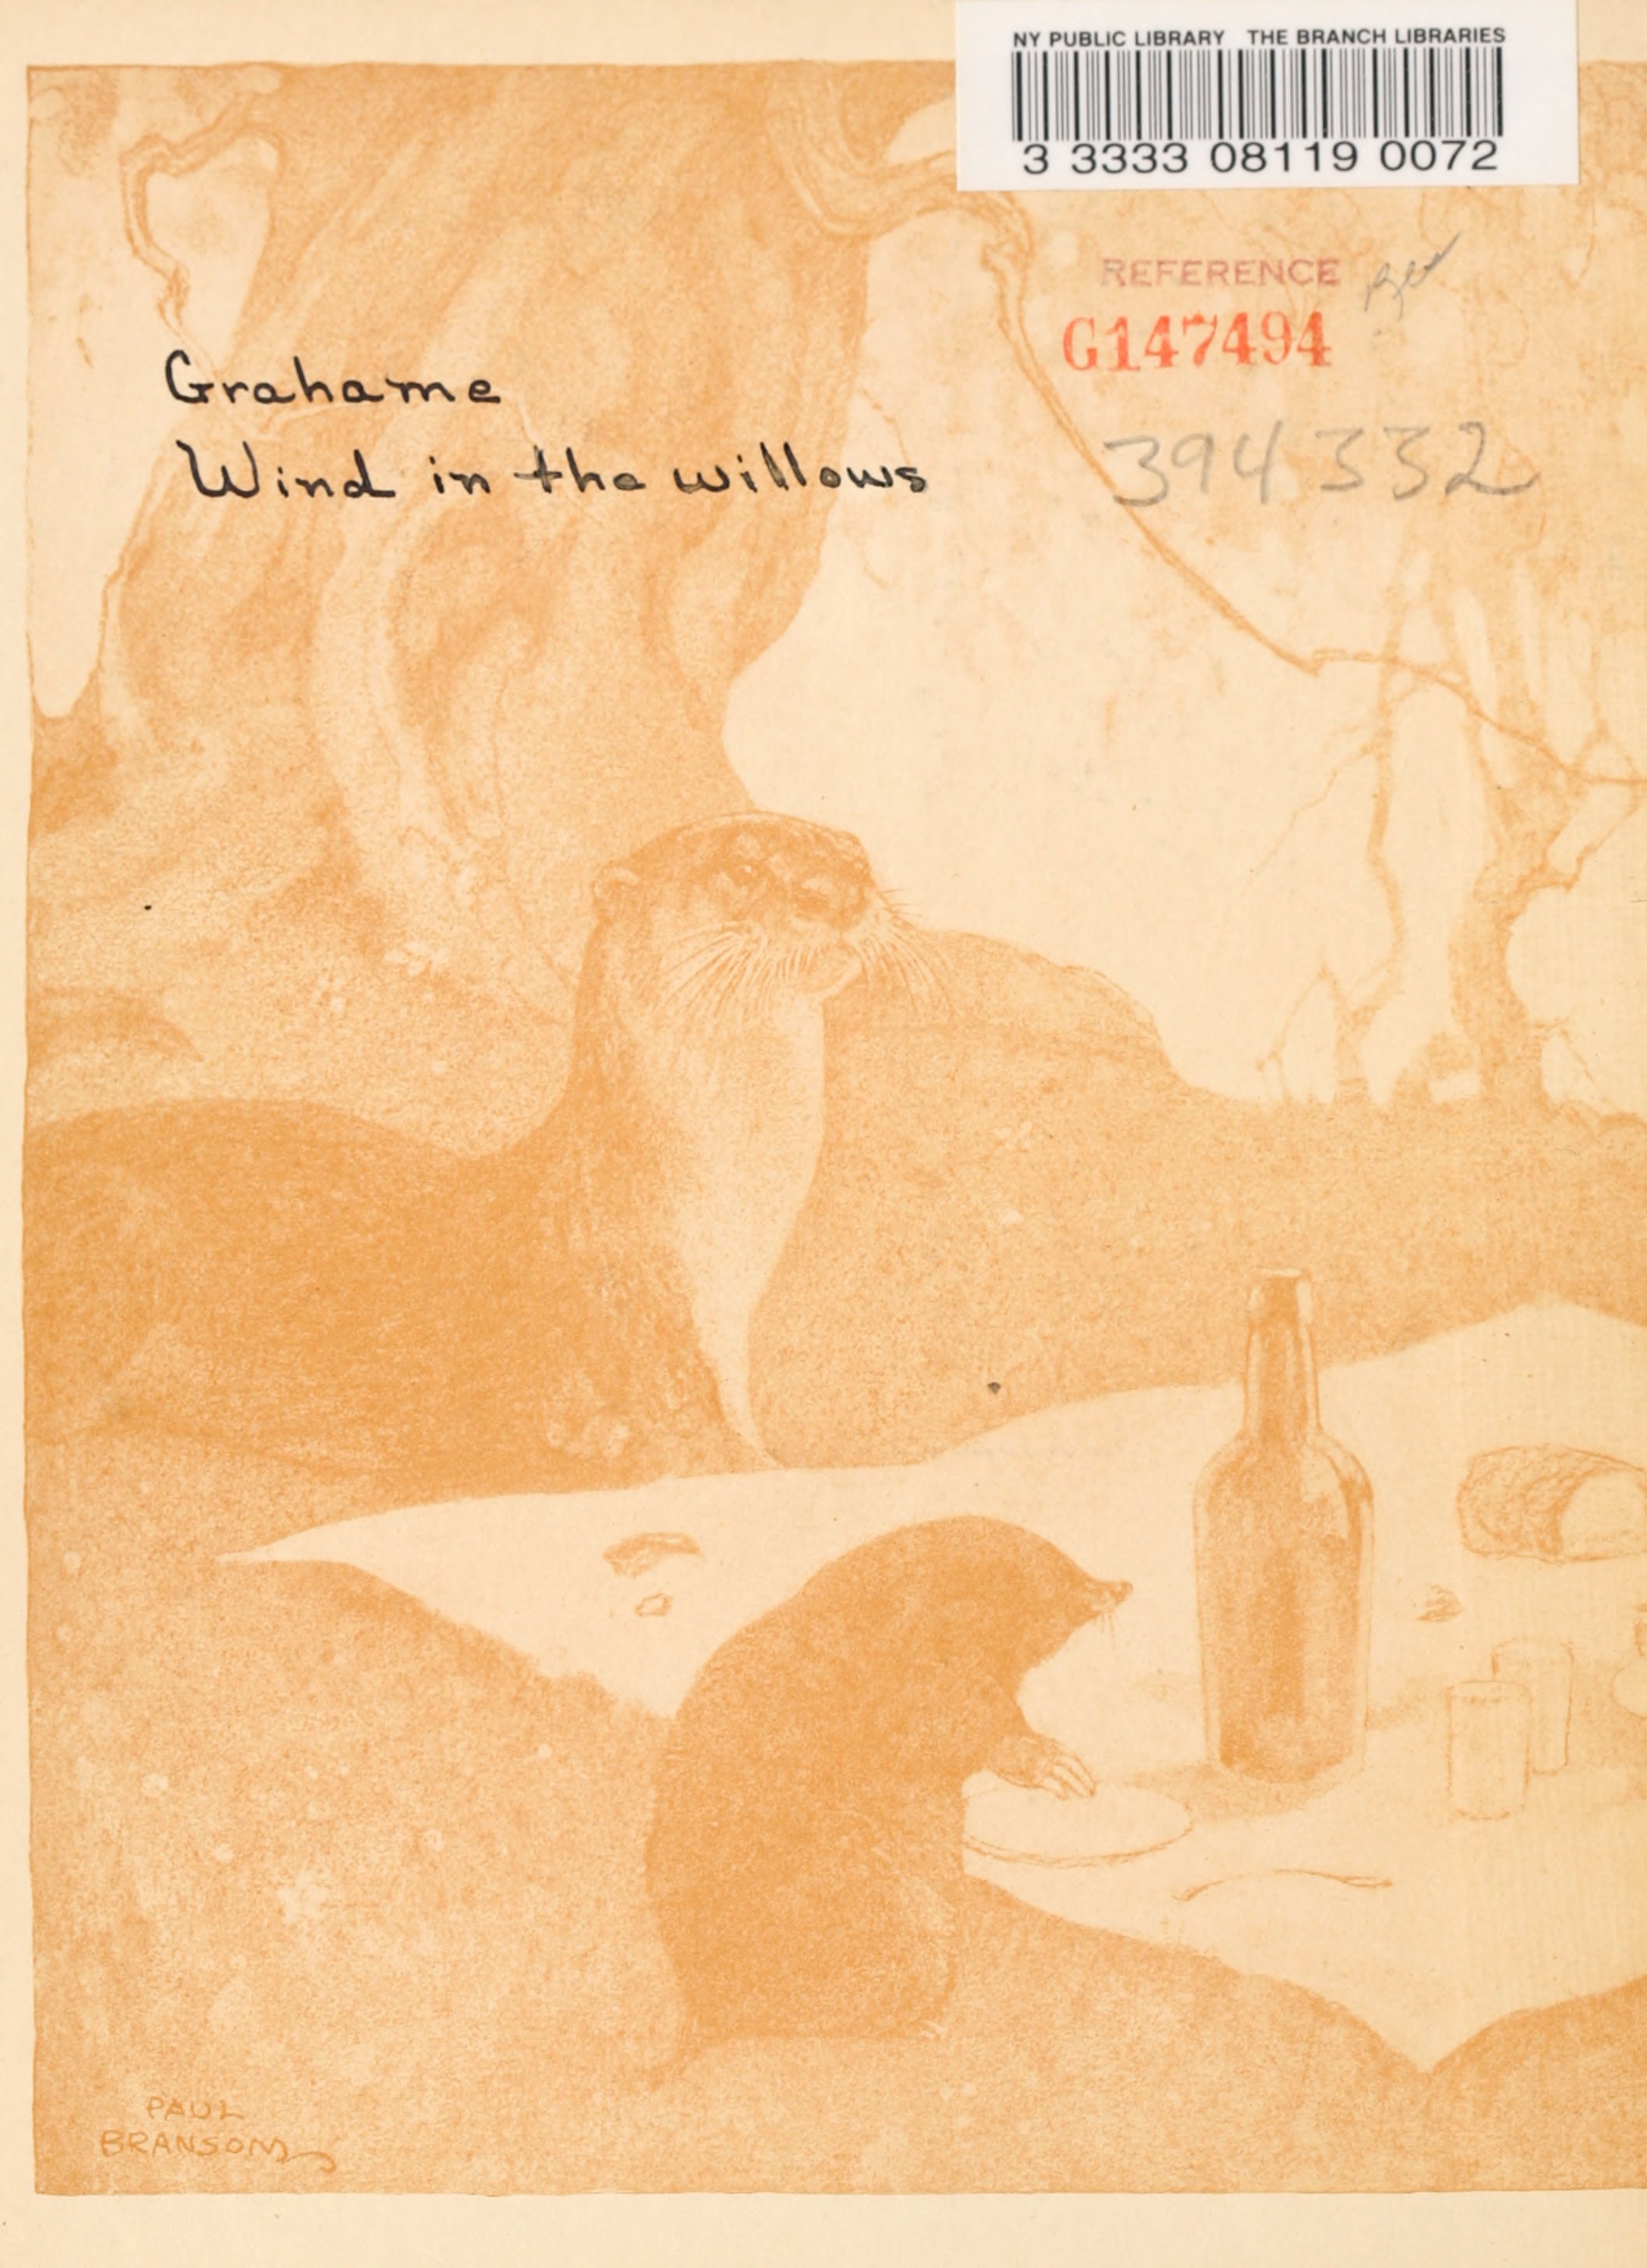 NY PUBLIC LIBRARY THE BRANCH LIBRARIES
3 3333 08119 0072
REFERENCE
G147494
Grahame
Wind in the willows
394332
PAUL
BRANSOM